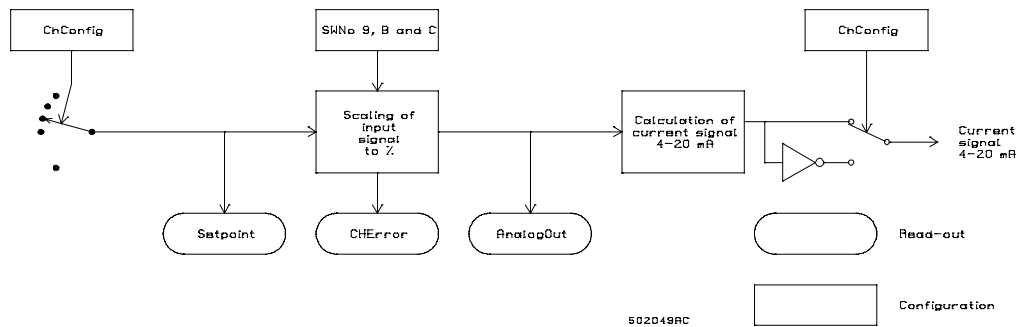 ChConfig
SWNo 9, B and C
ChConfig
Scaling of
input
signal
to %
Calculation of
current signal
4-20 mA
Current
signal
4-20 mA
Setpoint
CHError
AnalogOut
Read-out
Configuration
502049AC